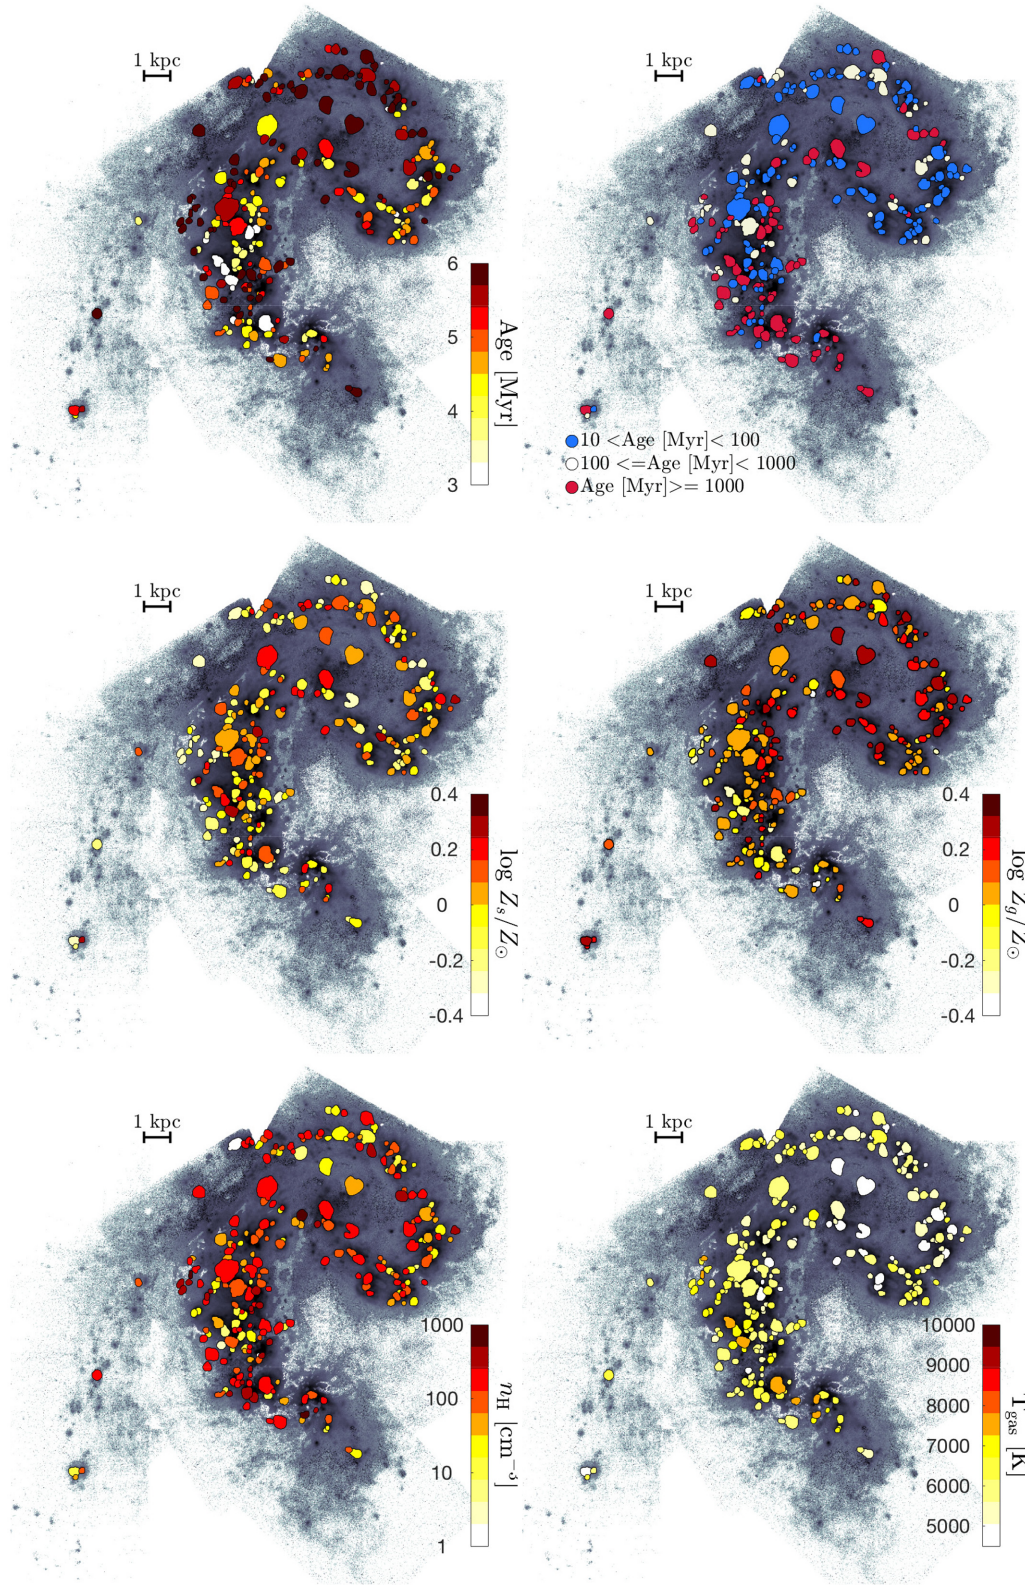 1 kpc
6
5
4
3
Age [Myr]
1 kpc
10 <Age [Myr]< 100
100 <=Age [Myr]< 1000
Age [Myr]>= 1000
1 kpc
0.4
0.2
0
-0.2
-0.4
log Z_s/Z_⊙
1 kpc
0.4
0.2
0
-0.2
-0.4
log Z_g/Z_⊙
1 kpc
1000
100
10
1
n_H [cm⁻³]
1 kpc
10000
9000
8000
7000
6000
5000
T_gas [K]